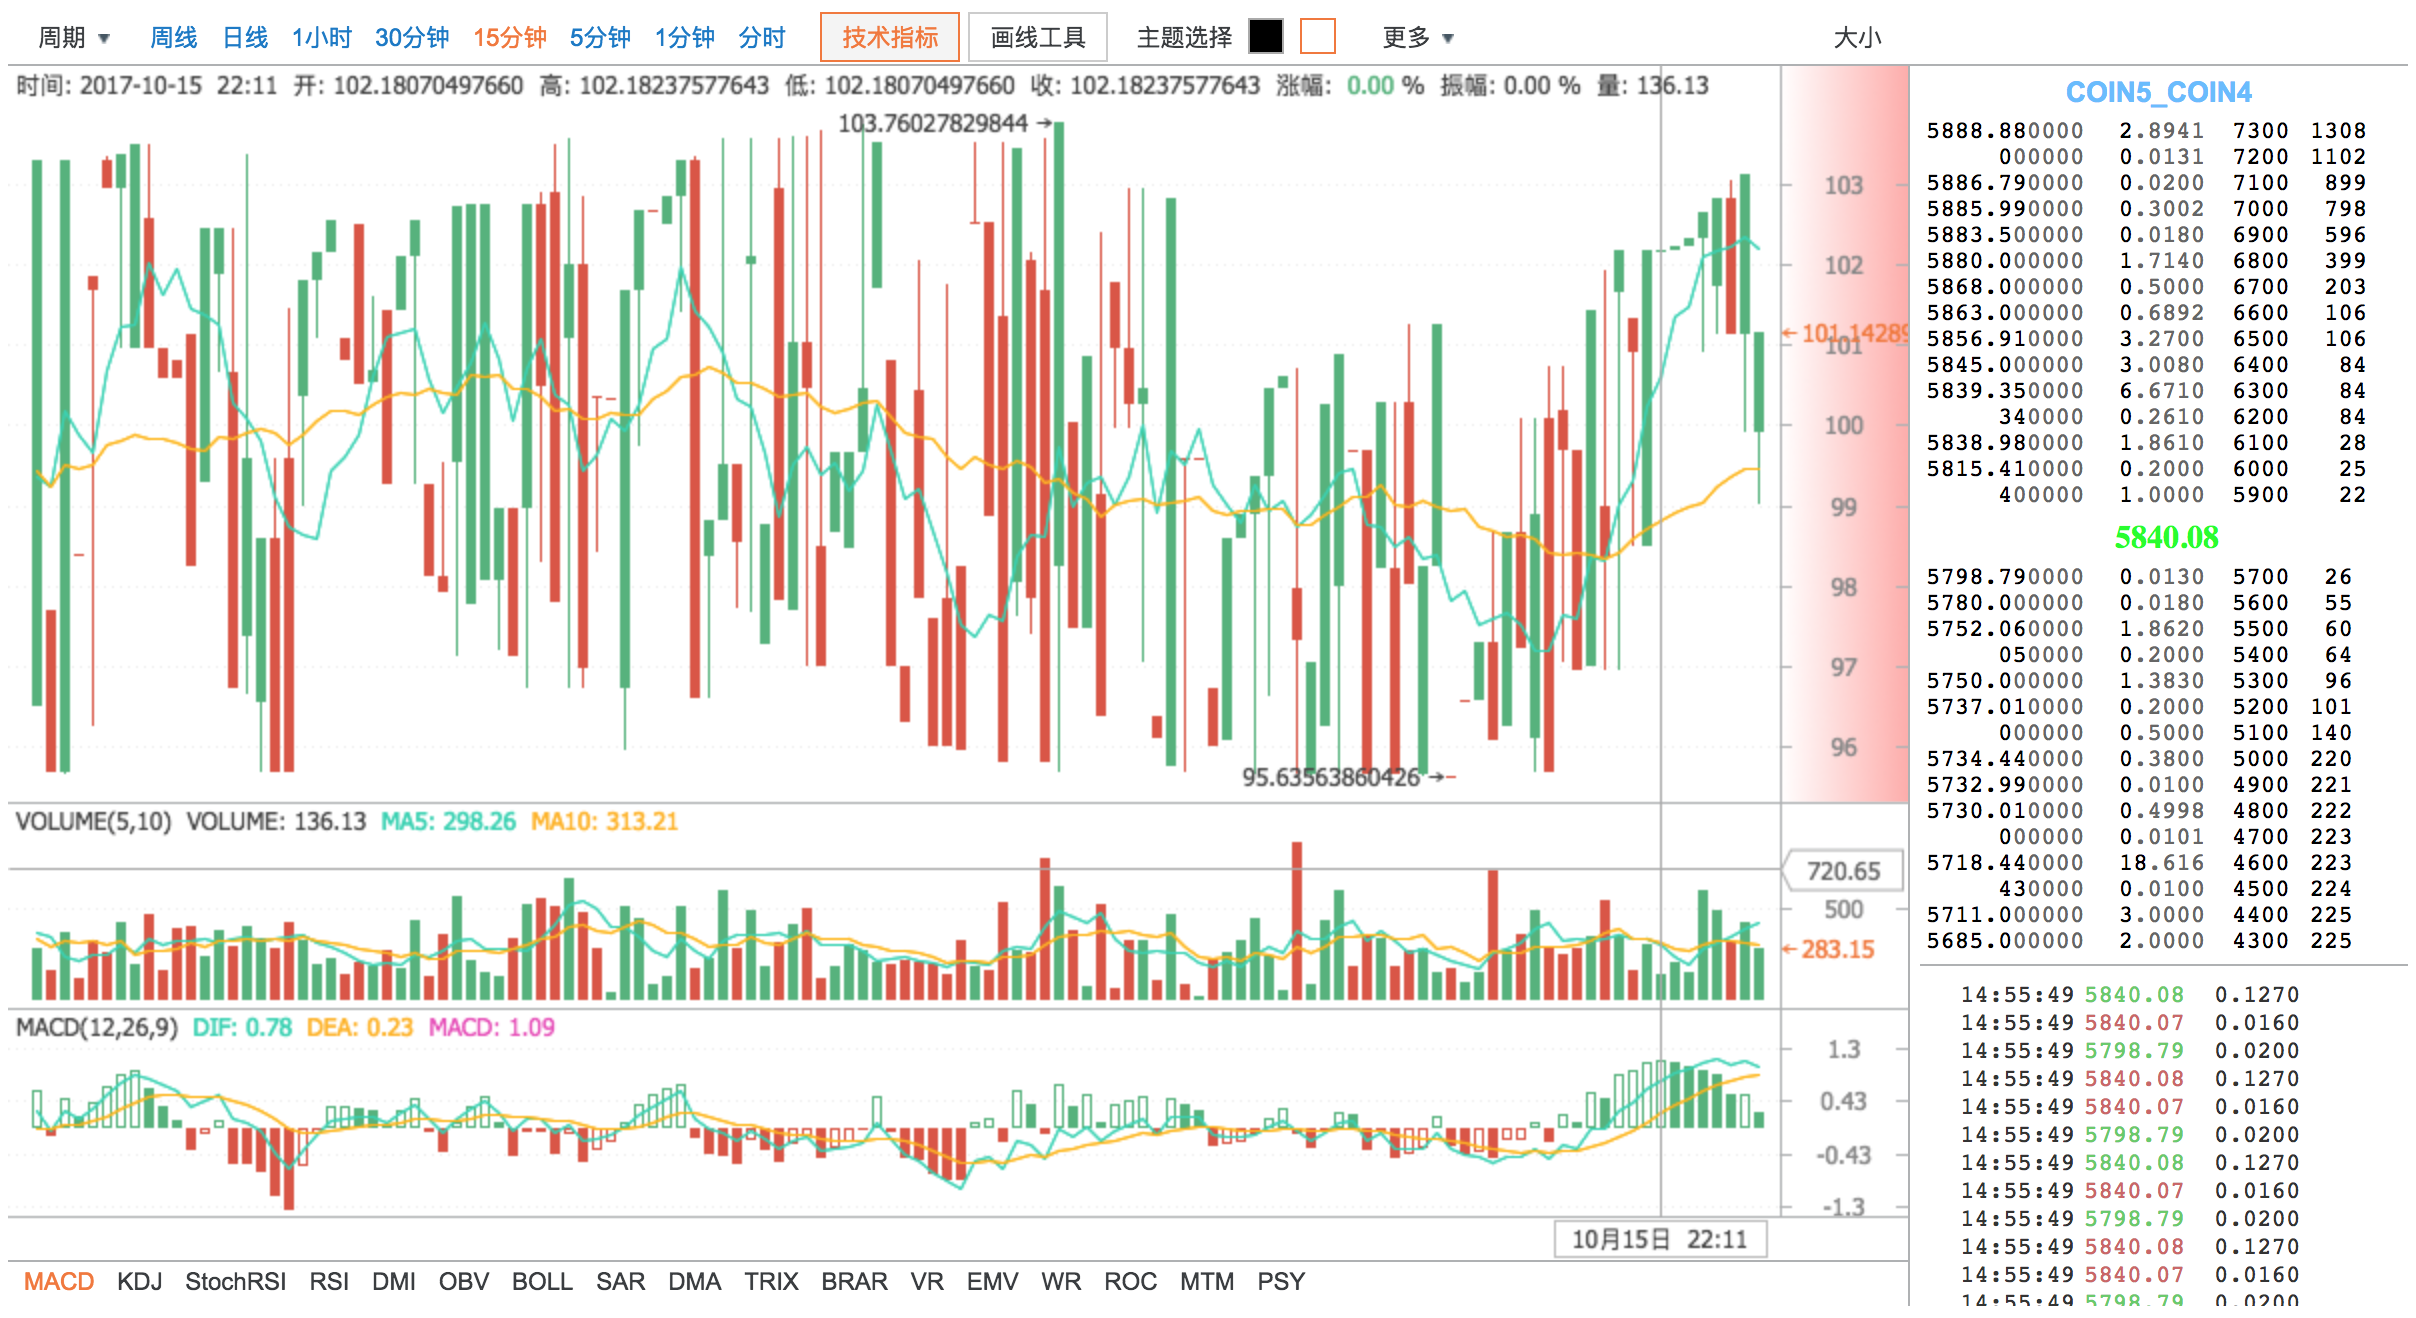 周期 周线 日线 1小时 30分钟 15分钟 5分钟 1分钟 分时 技术指标 画线工具 主题选择 更多 大小
时间: 2017-10-15 22:11 开: 102.18070497660 高: 102.18237577643 低: 102.18070497660 收: 102.18237577643 涨幅: 0.00 % 振幅: 0.00 % 量: 136.13
103.76027829844
103
102
101.14289
101
100
99
98
97
96
95.63563860426
VOLUME(5,10) VOLUME: 136.13 MA5: 298.26 MA10: 313.21
720.65
500
283.15
MACD(12,26,9) DIF: 0.78 DEA: 0.23 MACD: 1.09
1.3
0.43
-0.43
-1.3
10月15日 22:11
MACD KDJ StochRSI RSI DMI OBV BOLL SAR DMA TRIX BRAR VR EMV WR ROC MTM PSY
COIN5_COIN4
5888.880000 2.8941 7300 1308
000000 0.0131 7200 1102
5886.790000 0.0200 7100 899
5885.990000 0.3002 7000 798
5883.500000 0.0180 6900 596
5880.000000 1.7140 6800 399
5868.000000 0.5000 6700 203
5863.000000 0.6892 6600 106
5856.910000 3.2700 6500 106
5845.000000 3.0080 6400 84
5839.350000 6.6710 6300 84
340000 0.2610 6200 84
5838.980000 1.8610 6100 28
5815.410000 0.2000 6000 25
400000 1.0000 5900 22
5840.08
5798.790000 0.0130 5700 26
5780.000000 0.0180 5600 55
5752.060000 1.8620 5500 60
050000 0.2000 5400 64
5750.000000 1.3830 5300 96
5737.010000 0.2000 5200 101
000000 0.5000 5100 140
5734.440000 0.3800 5000 220
5732.990000 0.0100 4900 221
5730.010000 0.4998 4800 222
000000 0.0101 4700 223
5718.440000 18.616 4600 223
430000 0.0100 4500 224
5711.000000 3.0000 4400 225
5685.000000 2.0000 4300 225
14:55:49 5840.08 0.1270
14:55:49 5840.07 0.0160
14:55:49 5798.79 0.0200
14:55:49 5840.08 0.1270
14:55:49 5840.07 0.0160
14:55:49 5798.79 0.0200
14:55:49 5840.08 0.1270
14:55:49 5840.07 0.0160
14:55:49 5798.79 0.0200
14:55:49 5840.08 0.1270
14:55:49 5840.07 0.0160
14:55:49 5798.79 0.0200